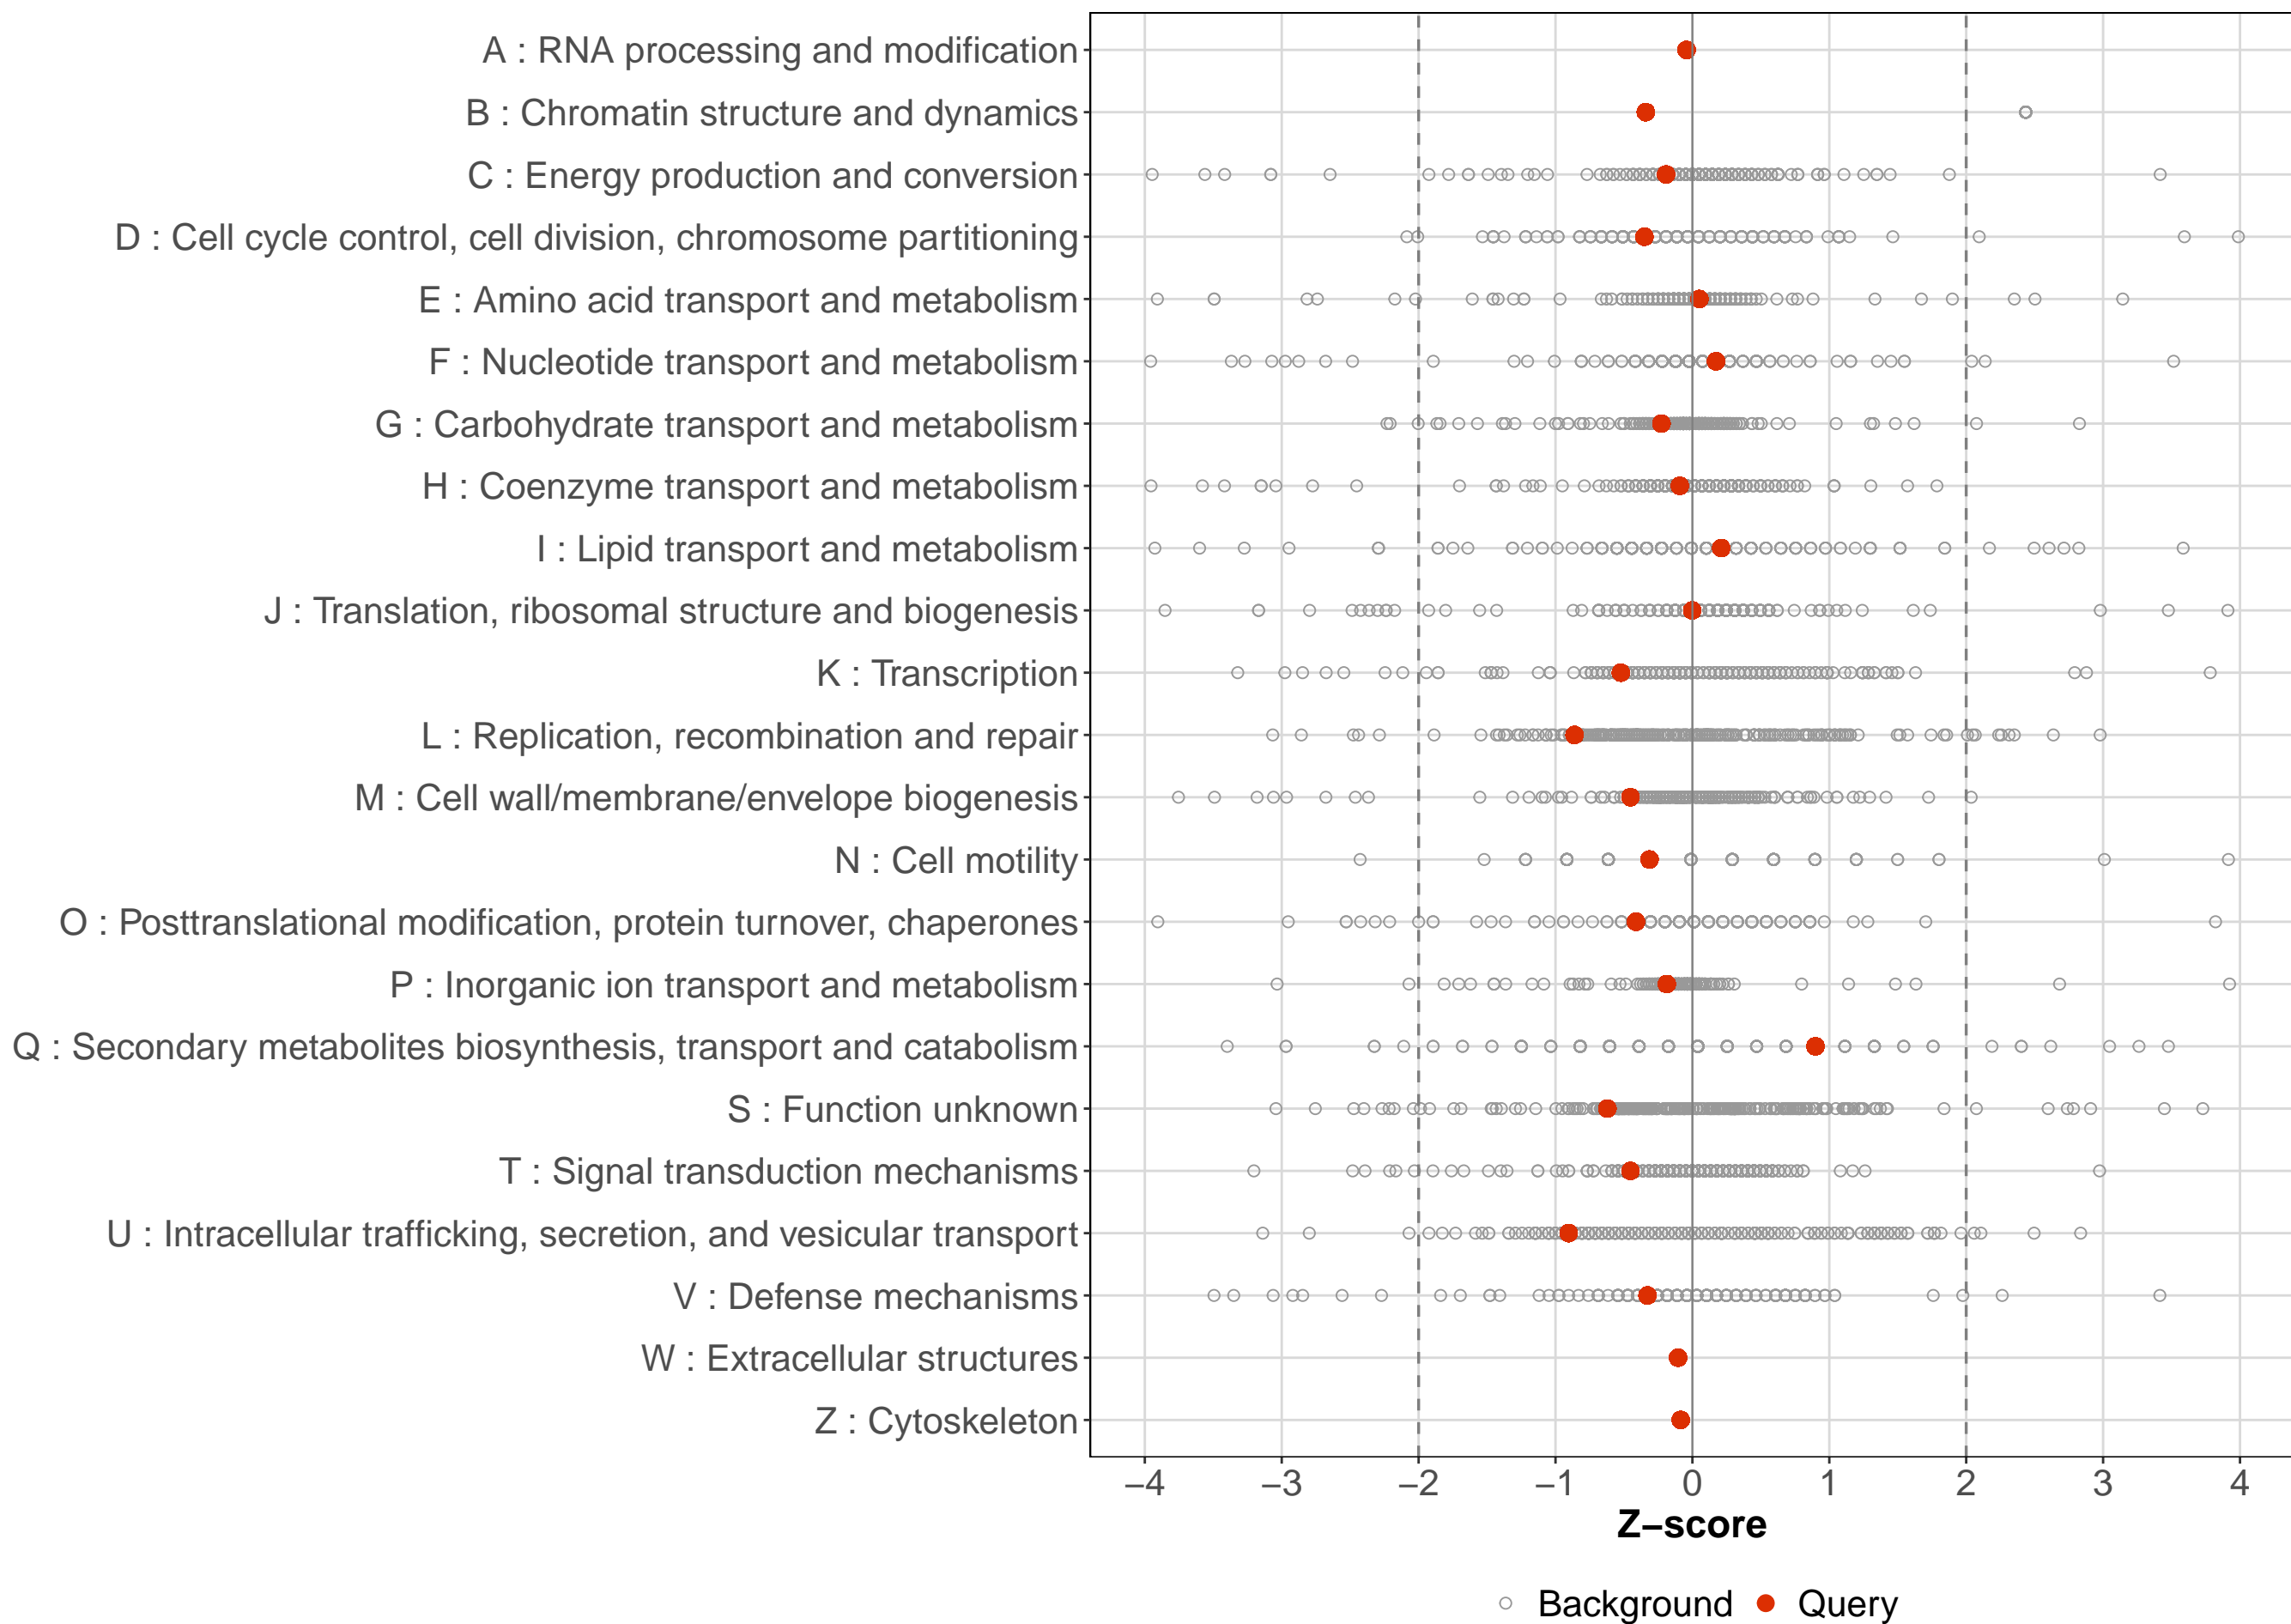 A : RNA processing and modification
B : Chromatin structure and dynamics
C : Energy production and conversion
D : Cell cycle control, cell division, chromosome partitioning
E : Amino acid transport and metabolism
F : Nucleotide transport and metabolism
G : Carbohydrate transport and metabolism
H : Coenzyme transport and metabolism
I : Lipid transport and metabolism
J : Translation, ribosomal structure and biogenesis
K : Transcription
L : Replication, recombination and repair
M : Cell wall/membrane/envelope biogenesis
N : Cell motility
O : Posttranslational modification, protein turnover, chaperones
P : Inorganic ion transport and metabolism
Q : Secondary metabolites biosynthesis, transport and catabolism
S : Function unknown
T : Signal transduction mechanisms
U : Intracellular trafficking, secretion, and vesicular transport
V : Defense mechanisms
W : Extracellular structures
Z : Cytoskeleton
−4 −3 −2 −1 0 1 2 3 4
Z−score
Background Query